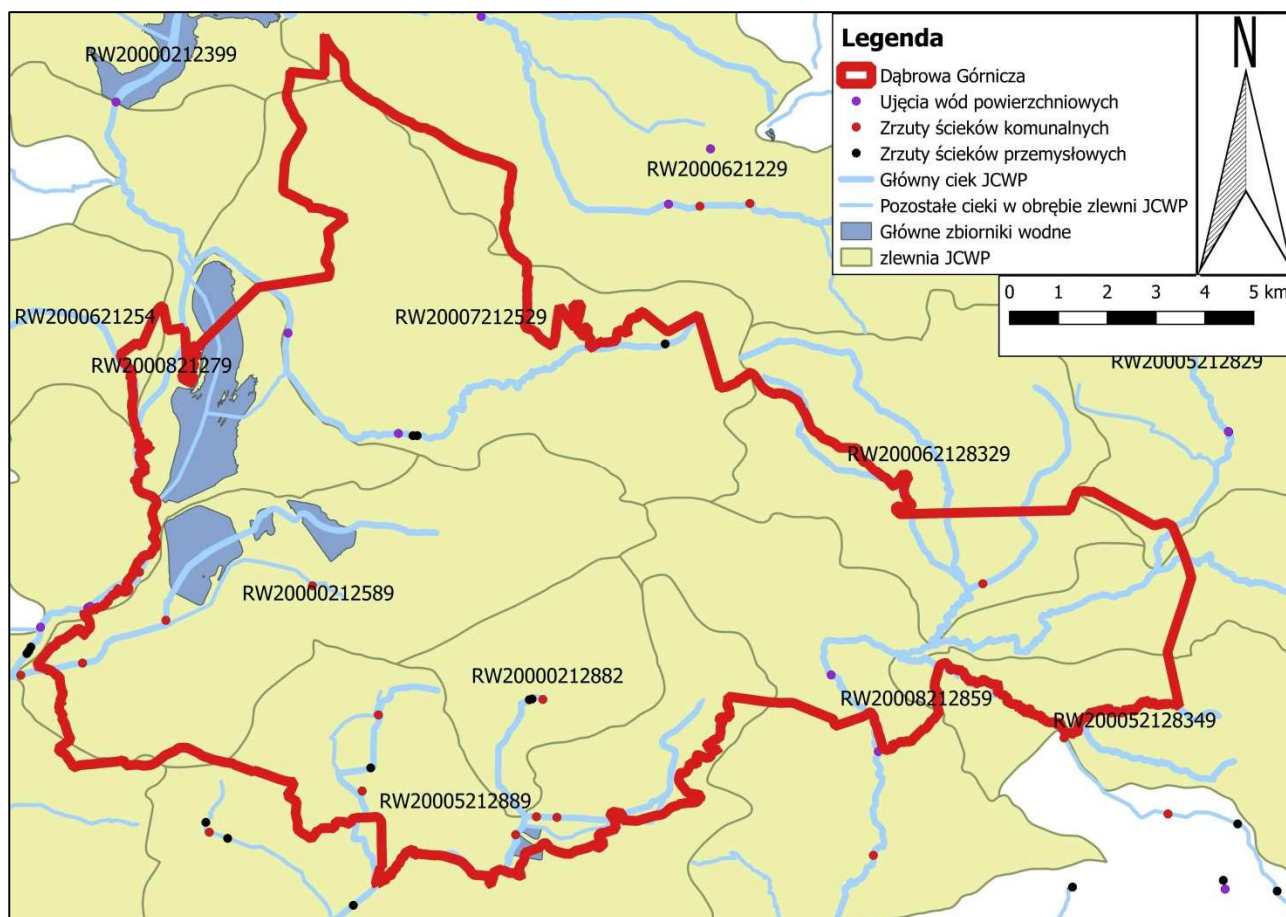 RW20000212399
Legenda
Dąbrowa Górnicza
Ujęcia wód powierzchniowych
Zrzuty ścieków komunalnych
Zrzuty ścieków przemysłowych
Główny ciek JCWP
Pozostałe cieki w obrębie zlewni JCWP
Główne zbiorniki wodne
zlewnia JCWP
N
0 1 2 3 4 5 km
RW2000621229
RW20007212529
RW2000621254
RW2000821279
RW20005212829
RW200062128329
RW20000212589
RW20000212882
RW20008212859
RW200052128349
RW20005212889